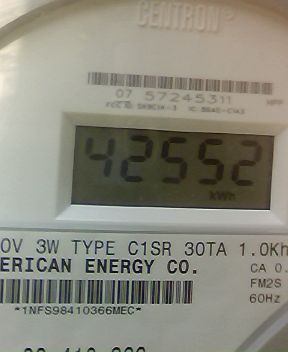 CENTRON®
07 57245311 HPP
42552
kWh
0V 3W TYPE C1SR 30TA 1.0Kh
ERICAN ENERGY CO.
CA 0.
FM2S
60Hz
*1NFS98410366MEC*